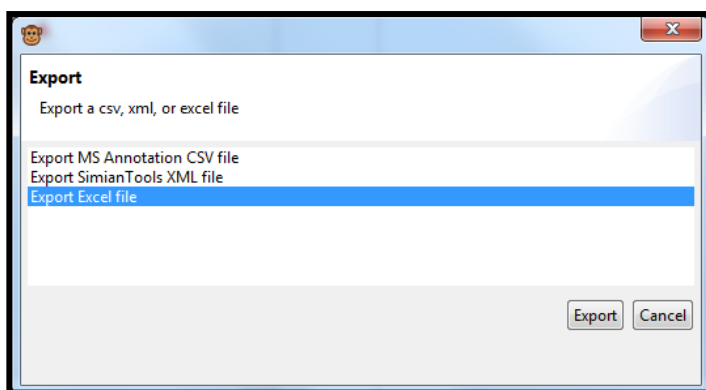 Export
Export a csv, xml, or excel file
Export MS Annotation CSV file
Export SimianTools XML file
Export Excel file
Export Cancel